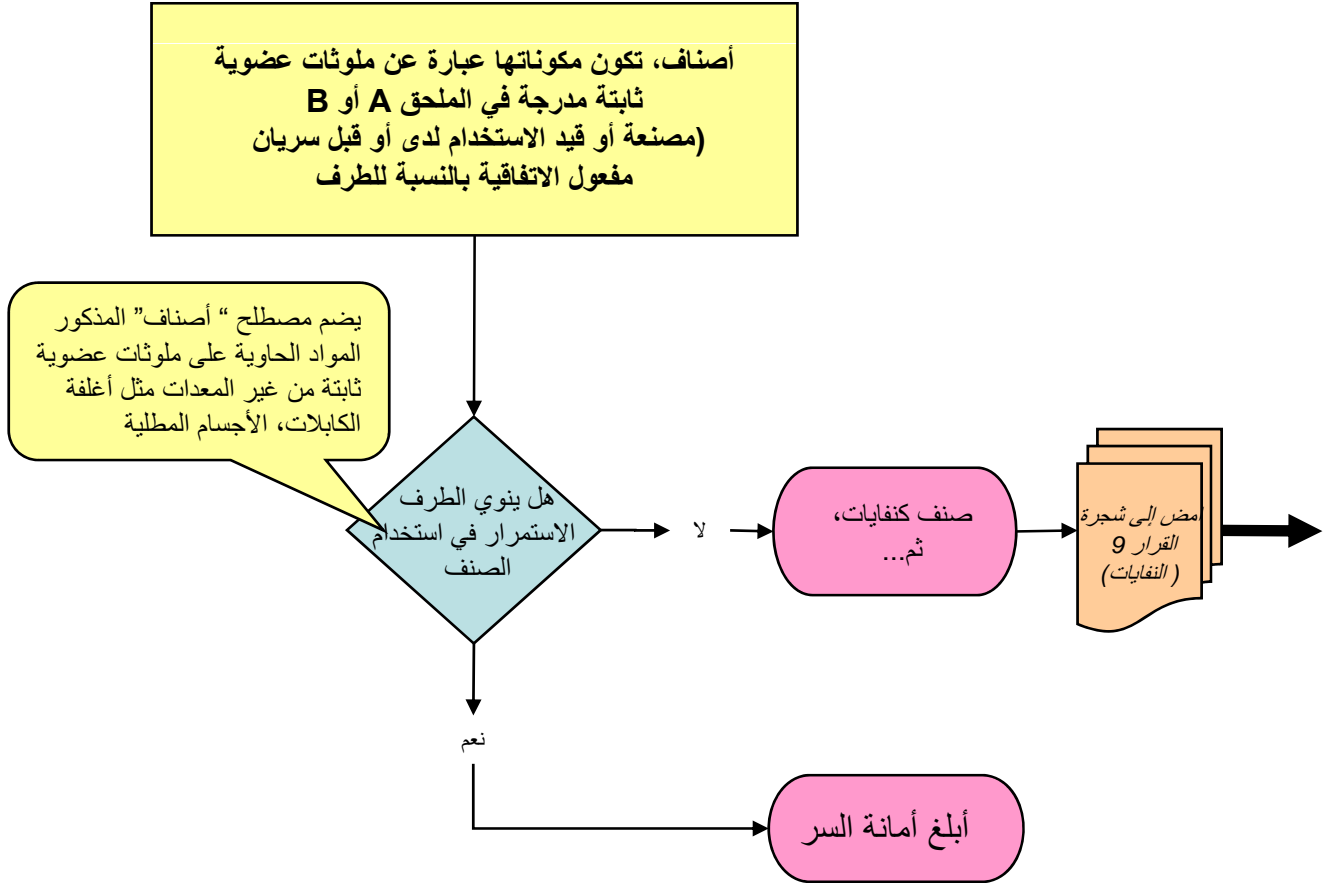 أصناف، تكون مكوناتها عبارة عن ملوثات عضوية
ثابتة مدرجة في الملحق A أو B
(مصنعة أو قيد الاستخدام لدى أو قبل سريان
مفعول الاتفاقية بالنسبة للطرف
يضم مصطلح “ أصناف” المذكور
المواد الحاوية على ملوثات عضوية
ثابتة من غير المعدات مثل أغلفة
الكابلات، الأجسام المطلية
هل ينوي الطرف
الاستمرار في استخدام
الصنف
لا
صنف كنفايات،
ثم...
امض إلى شجرة
القرار 9
( النفايات)
نعم
أبلغ أمانة السر